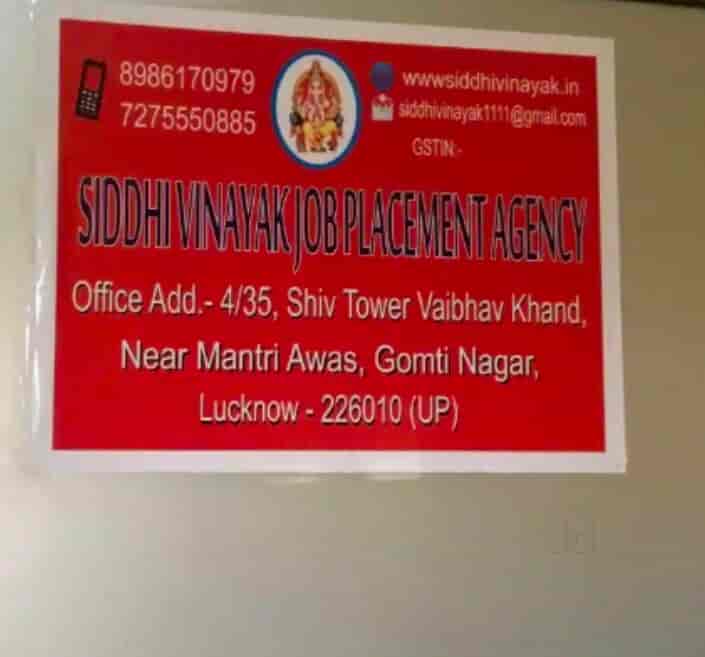 8986170979
7275550885
wwwsiddhivinayak.in
siddhivinayak1111@gmail.com
GSTIN:-
SIDDHI VINAYAK JOB PLACEMENT AGENCY
Office Add.- 4/35, Shiv Tower Vaibhav Khand,
Near Mantri Awas, Gomti Nagar,
Lucknow - 226010 (UP)